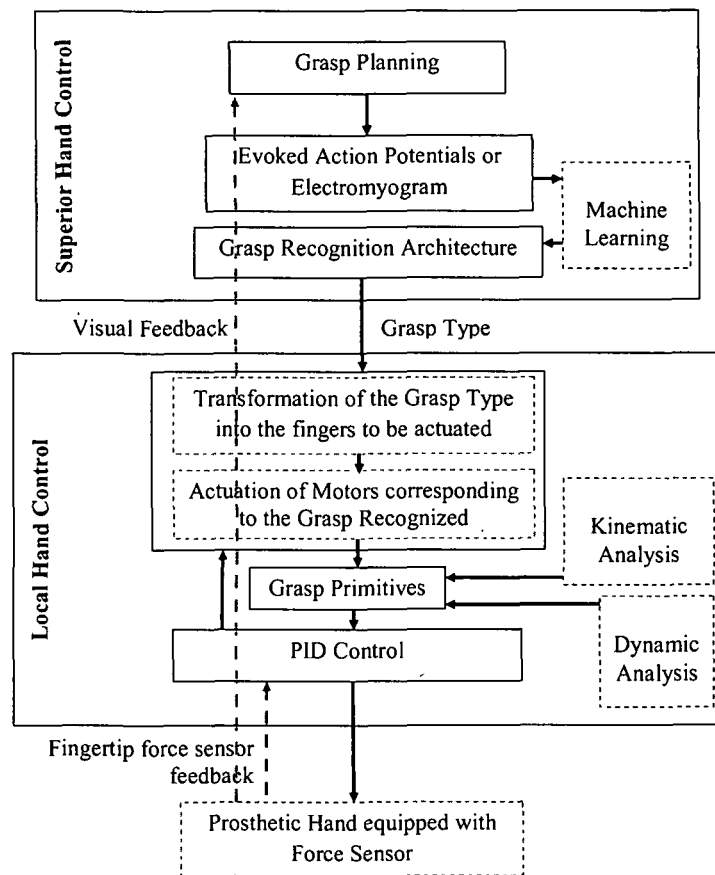 Superior Hand Control
Grasp Planning
Evoked Action Potentials or
Electromyogram
Machine
Learning
Grasp Recognition Architecture
Visual Feedback
Grasp Type
Local Hand Control
Transformation of the Grasp Type
into the fingers to be actuated
Actuation of Motors corresponding
to the Grasp Recognized
Kinematic
Analysis
Grasp Primitives
Dynamic
Analysis
PID Control
Fingertip force sensor
feedback
Prosthetic Hand equipped with
Force Sensor